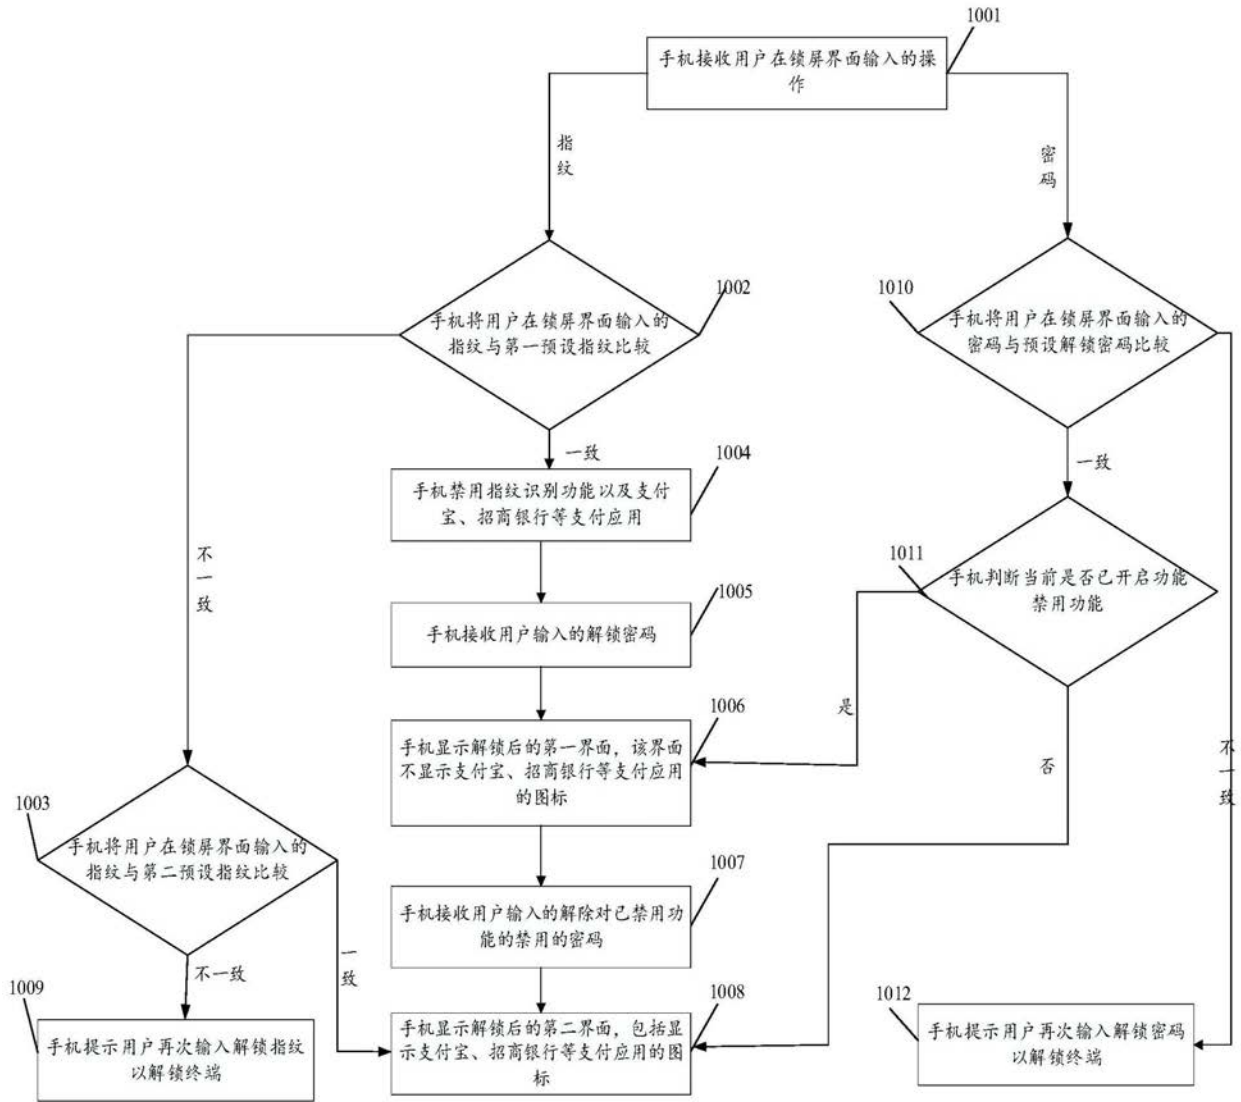 1001
手机接收用户在锁屏界面输入的操
作
指
纹
密
码
1002
手机将用户在锁屏界面输入的
指纹与第一预设指纹比较
1010
手机将用户在锁屏界面输入的
密码与预设解锁密码比较
一致
1004
手机禁用指纹识别功能以及支付
宝、招商银行等支付应用
一致
1011
手机判断当前是否已开启功能
禁用功能
不
一
致
1005
手机接收用户输入的解锁密码
是
1006
手机显示解锁后的第一界面，该界面
不显示支付宝、招商银行等支付应用
的图标
否
不
一
致
1003
手机将用户在锁屏界面输入的
指纹与第二预设指纹比较
1007
手机接收用户输入的解除对已禁用功
能的禁用的密码
不一致
一
致
1009
手机提示用户再次输入解锁指纹
以解锁终端
1008
手机显示解锁后的第二界面，包括显
示支付宝、招商银行等支付应用的图
标
1012
手机提示用户再次输入解锁密码
以解锁终端